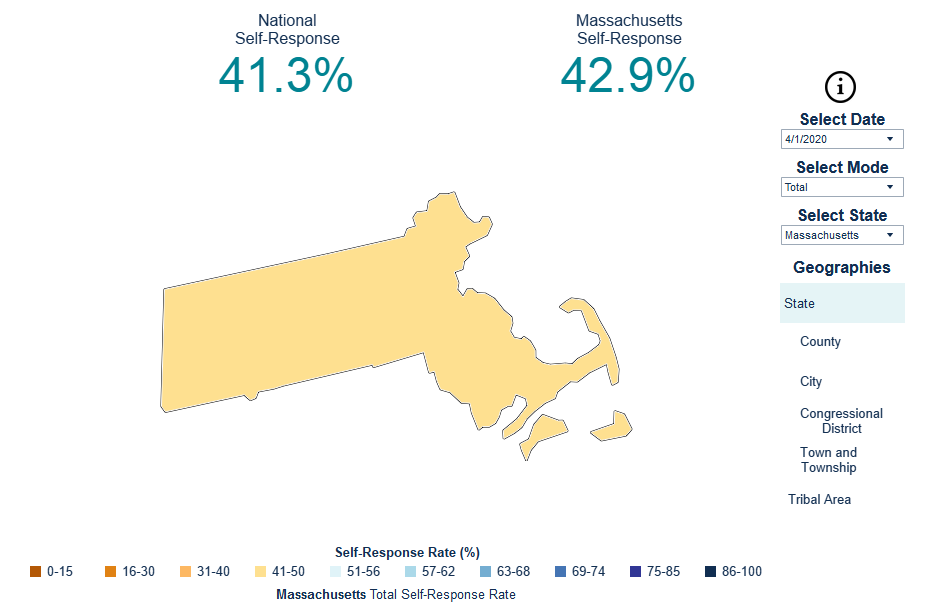 National
Self-Response
41.3%
Massachusetts
Self-Response
42.9%
i
Select Date
4/1/2020
Select Mode
Total
Select State
Massachusetts
Geographies
State
County
City
Congressional
District
Town and
Township
Tribal Area
Self-Response Rate (%)
0-15 16-30 31-40 41-50 51-56 57-62 63-68 69-74 75-85 86-100
Massachusetts Total Self-Response Rate